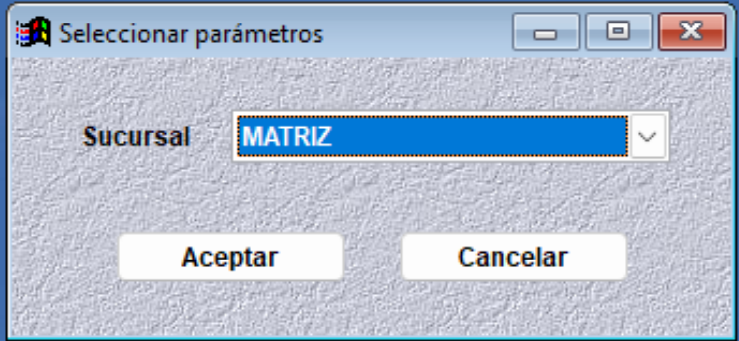 Seleccionar parámetros
Sucursal MATRIZ
Aceptar Cancelar